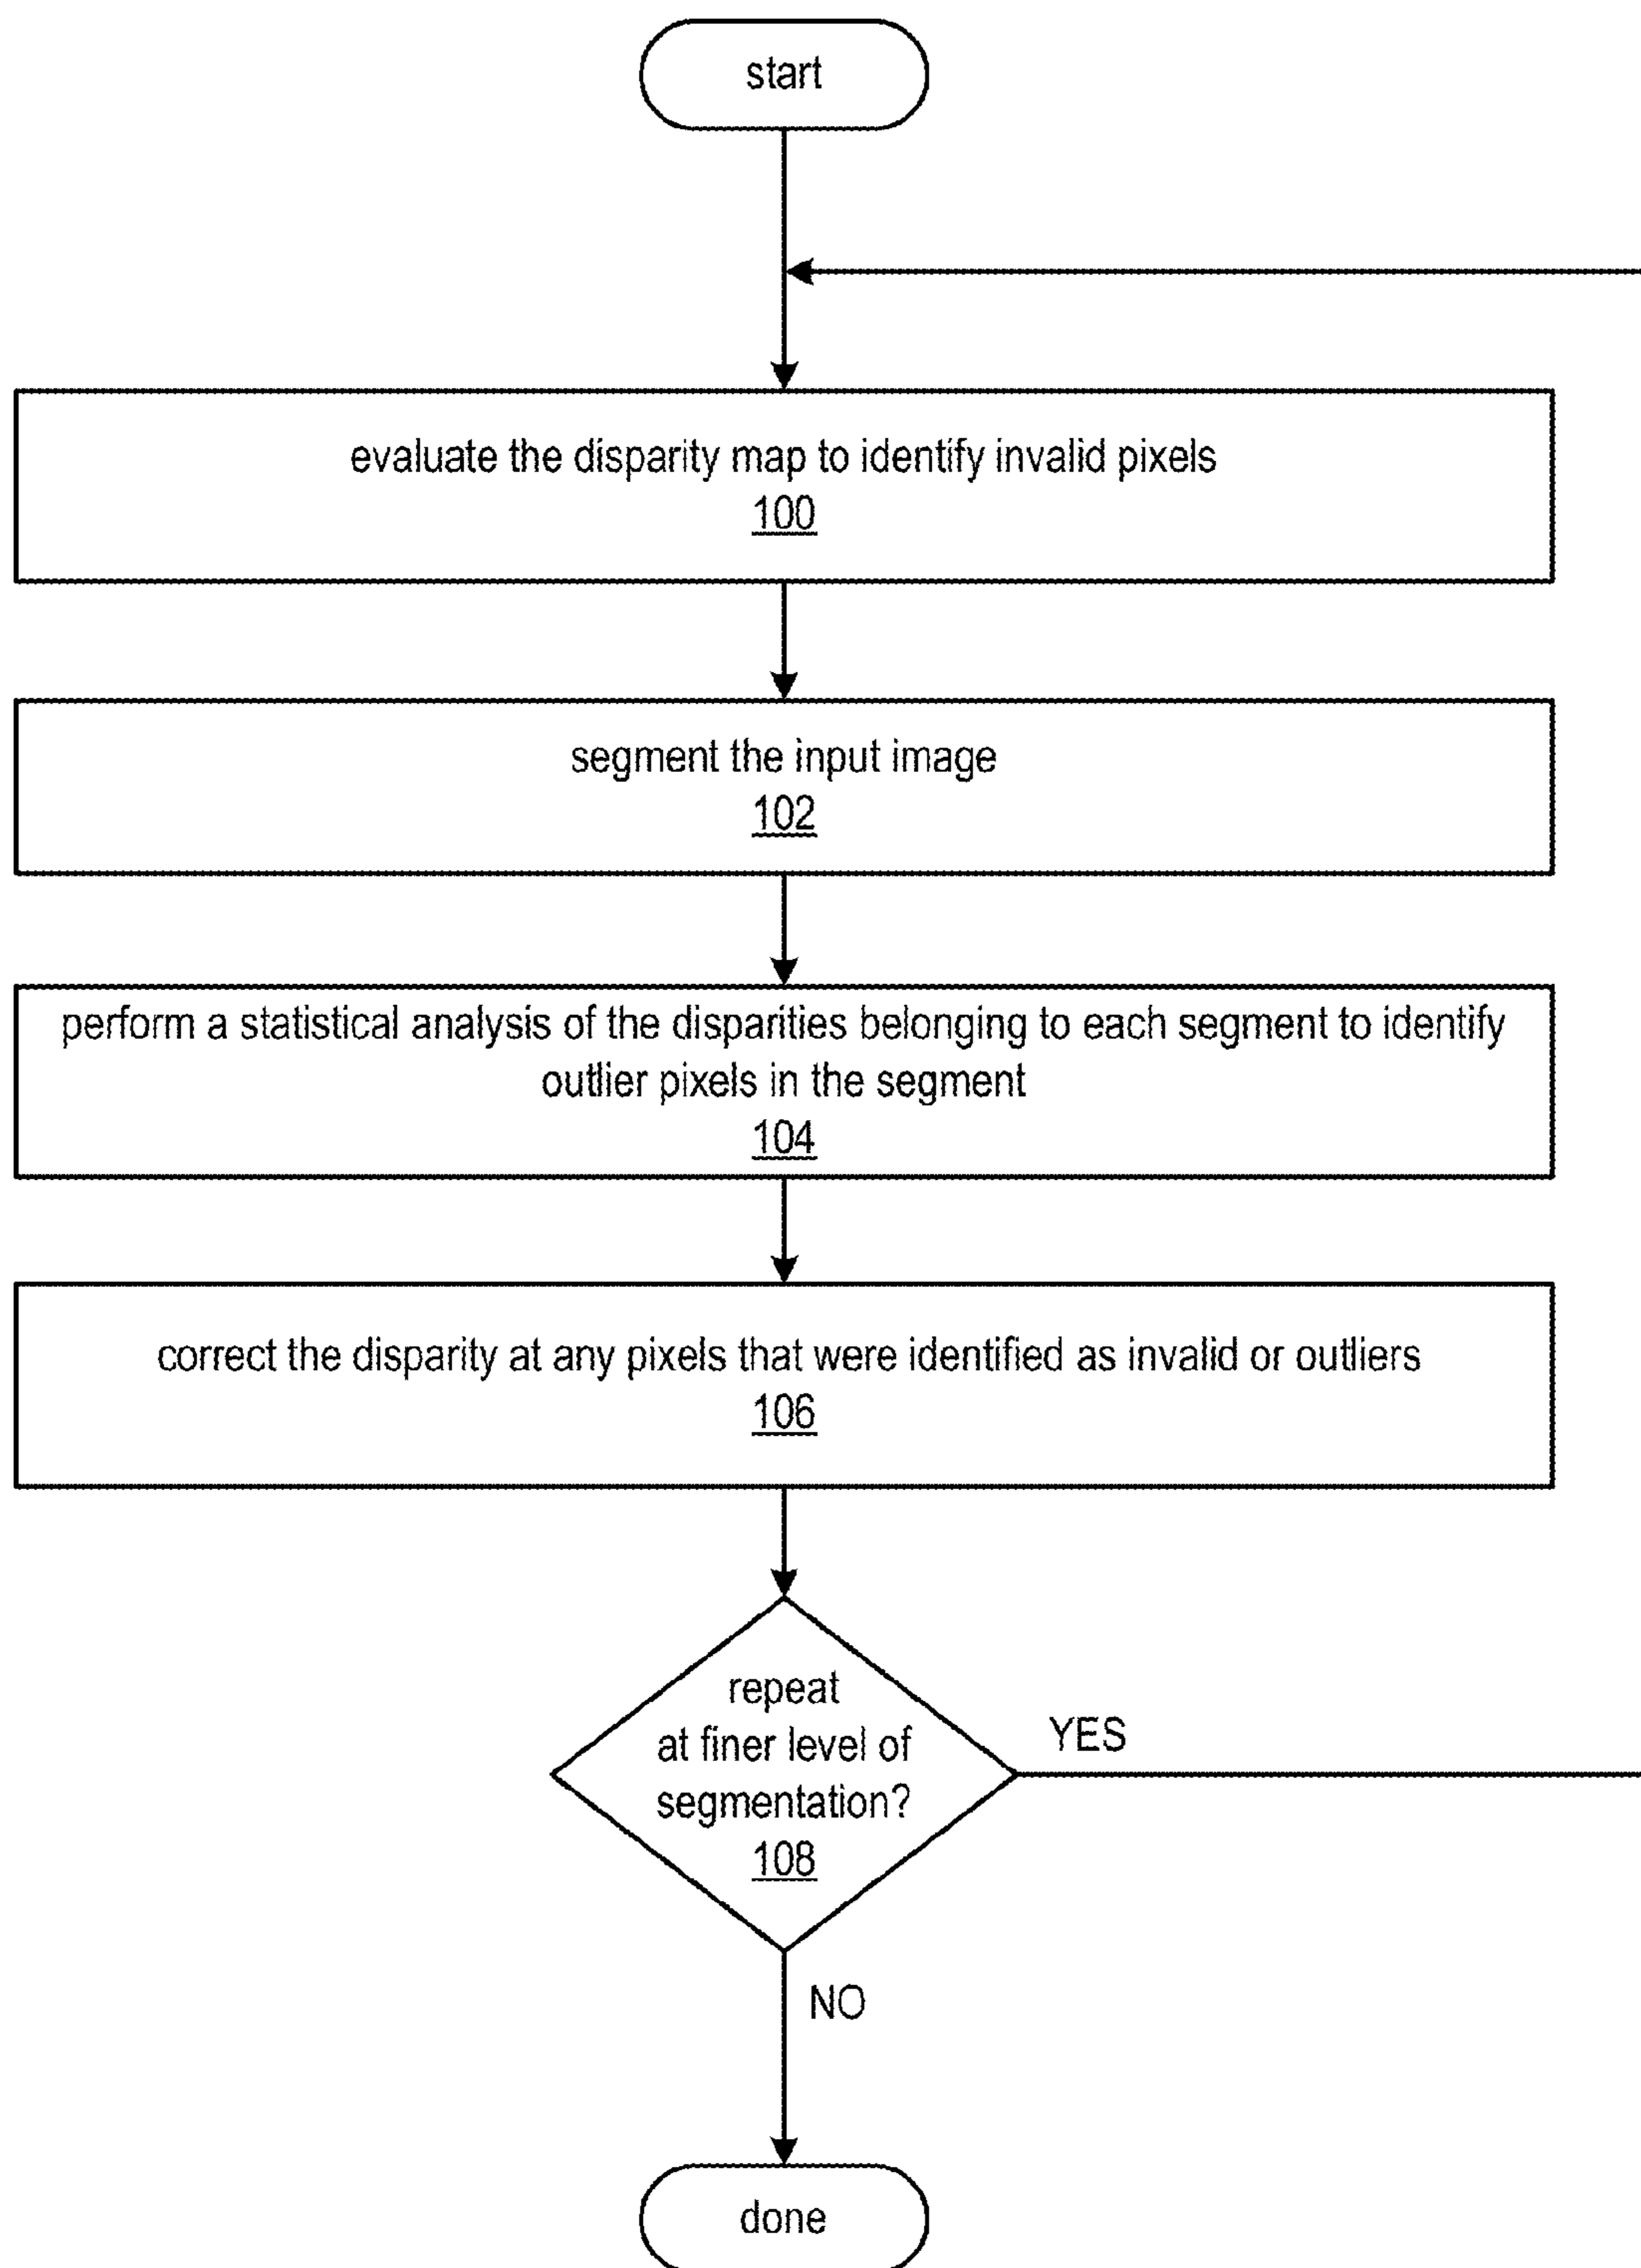 start
evaluate the disparity map to identify invalid pixels
100
segment the input image
102
perform a statistical analysis of the disparities belonging to each segment to identify
outlier pixels in the segment
104
correct the disparity at any pixels that were identified as invalid or outliers
106
repeat
at finer level of
segmentation?
108
YES
NO
done